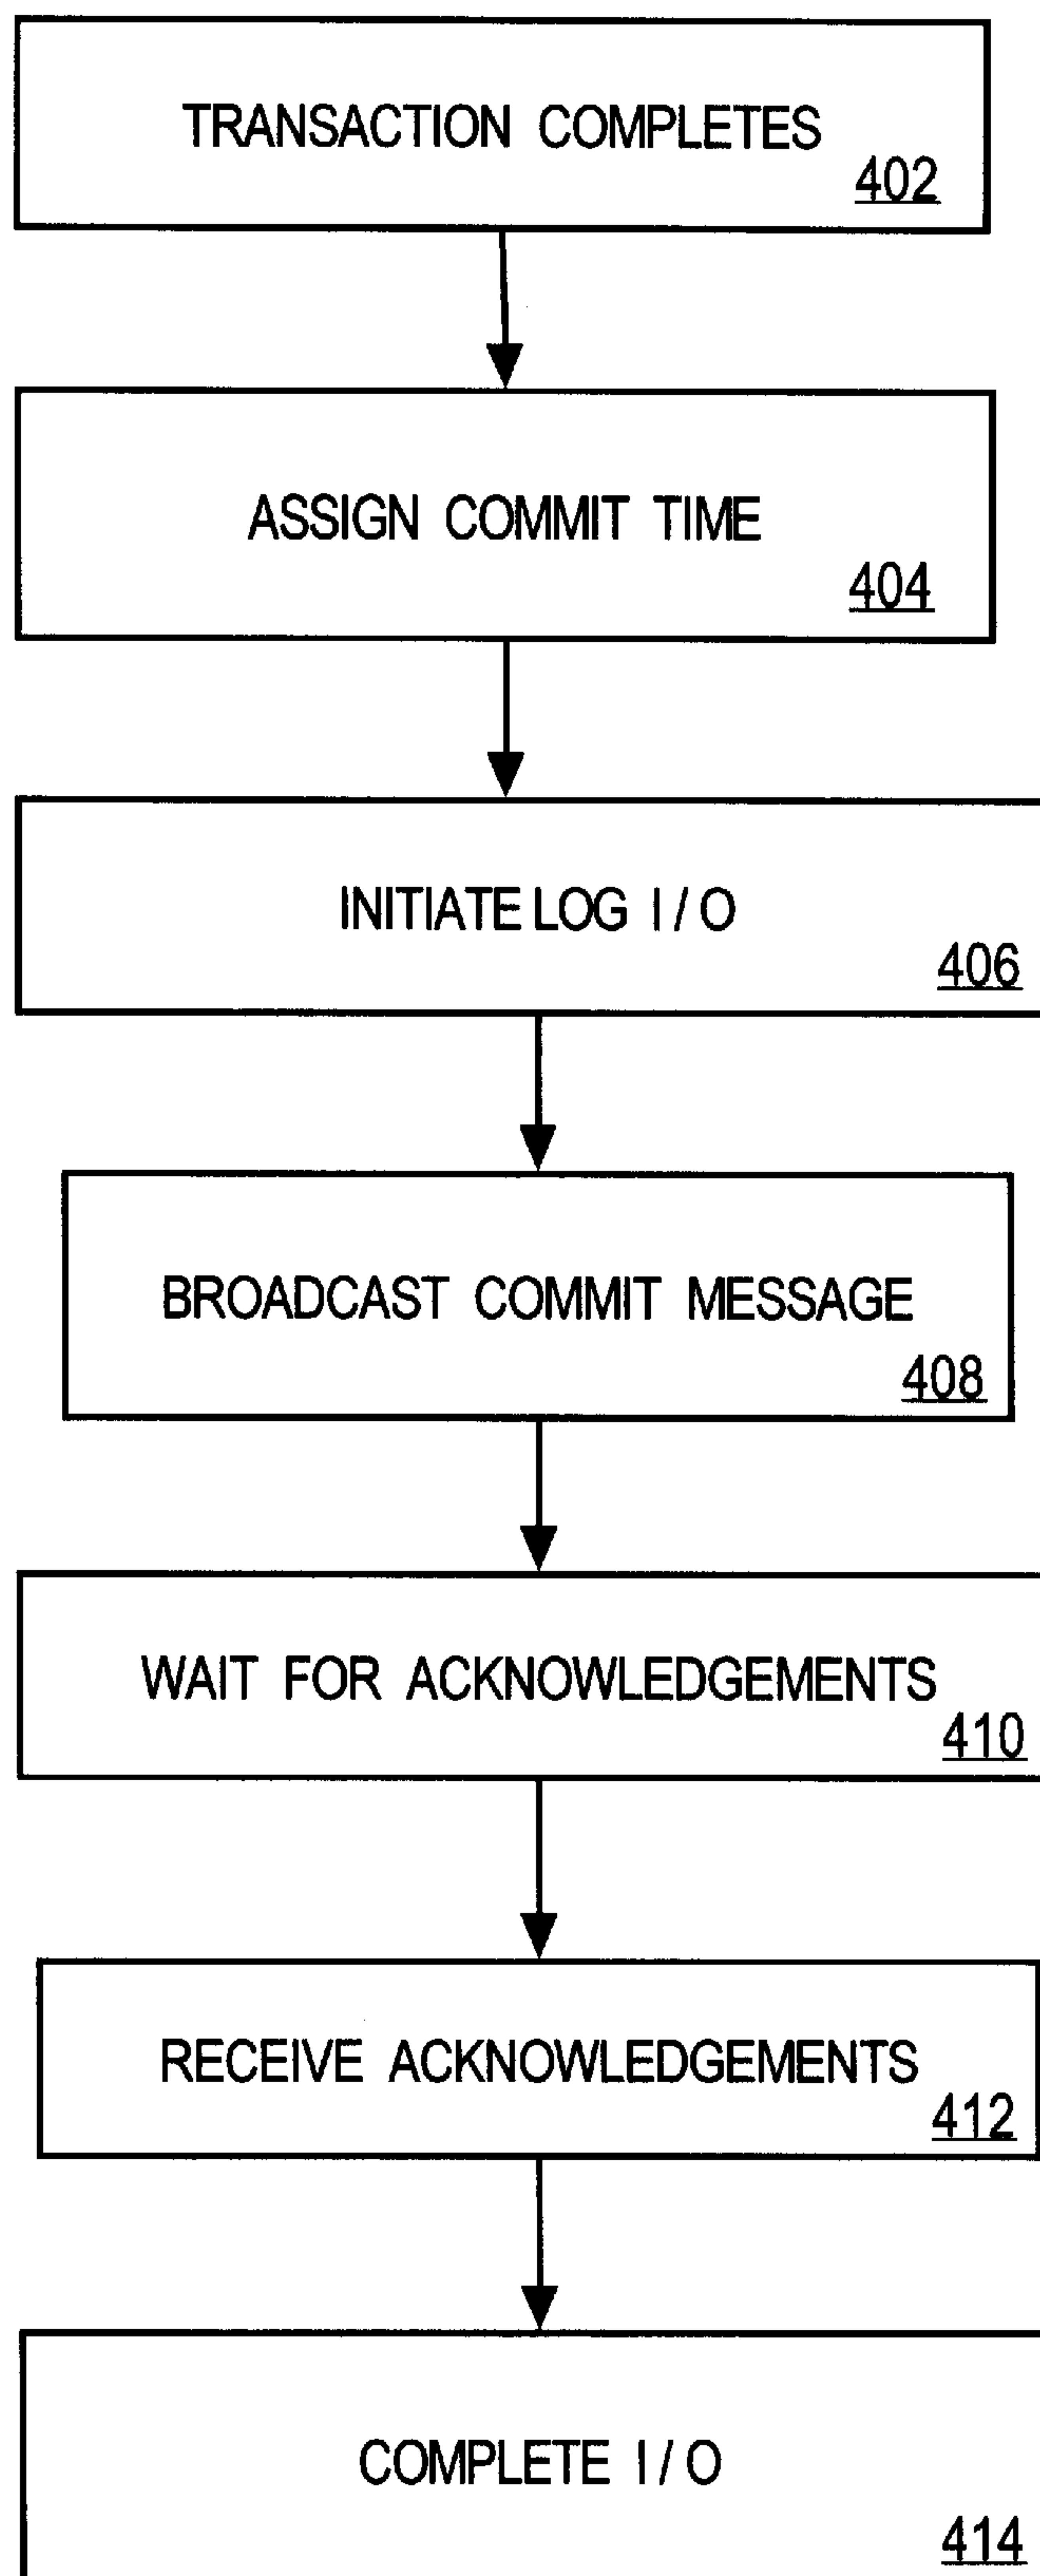 TRANSACTION COMPLETES
402
ASSIGN COMMIT TIME
404
INITIATE LOG I / O
406
BROADCAST COMMIT MESSAGE
408
WAIT FOR ACKNOWLEDGEMENTS
410
RECEIVE ACKNOWLEDGEMENTS
412
COMPLETE I / O
414